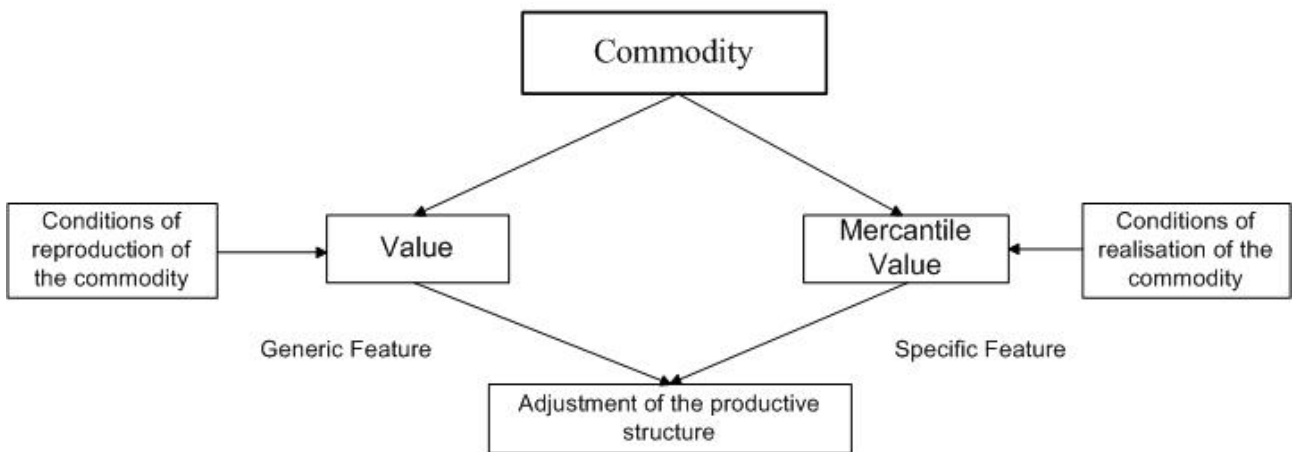 Commodity
Conditions of
reproduction of
the commodity
Value
Mercantile
Value
Conditions of
realisation of the
commodity
Generic Feature
Specific Feature
Adjustment of the productive
structure